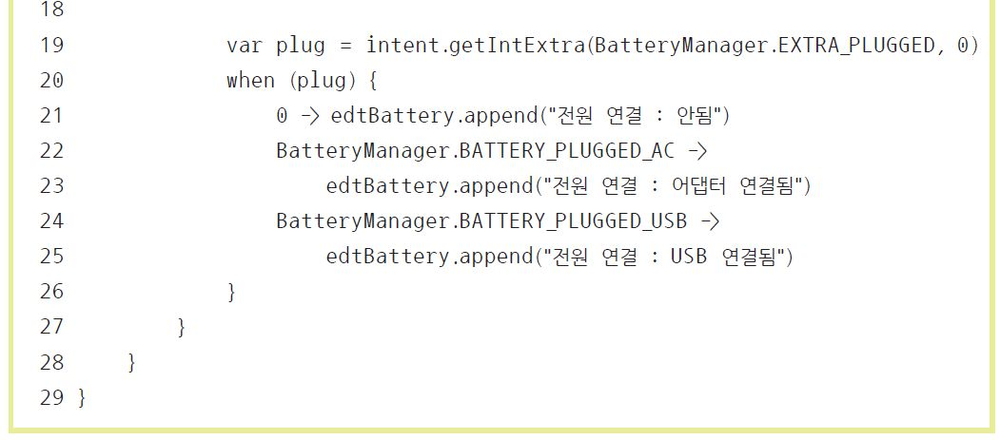 18
19 var plug = intent.getIntExtra(BatteryManager.EXTRA_PLUGGED, 0)
20 when (plug) {
21 0 -> edtBattery.append("전원 연결 : 안됨")
22 BatteryManager.BATTERY_PLUGGED_AC ->
23 edtBattery.append("전원 연결 : 어댑터 연결됨")
24 BatteryManager.BATTERY_PLUGGED_USB ->
25 edtBattery.append("전원 연결 : USB 연결됨")
26 }
27 }
28 }
29 }